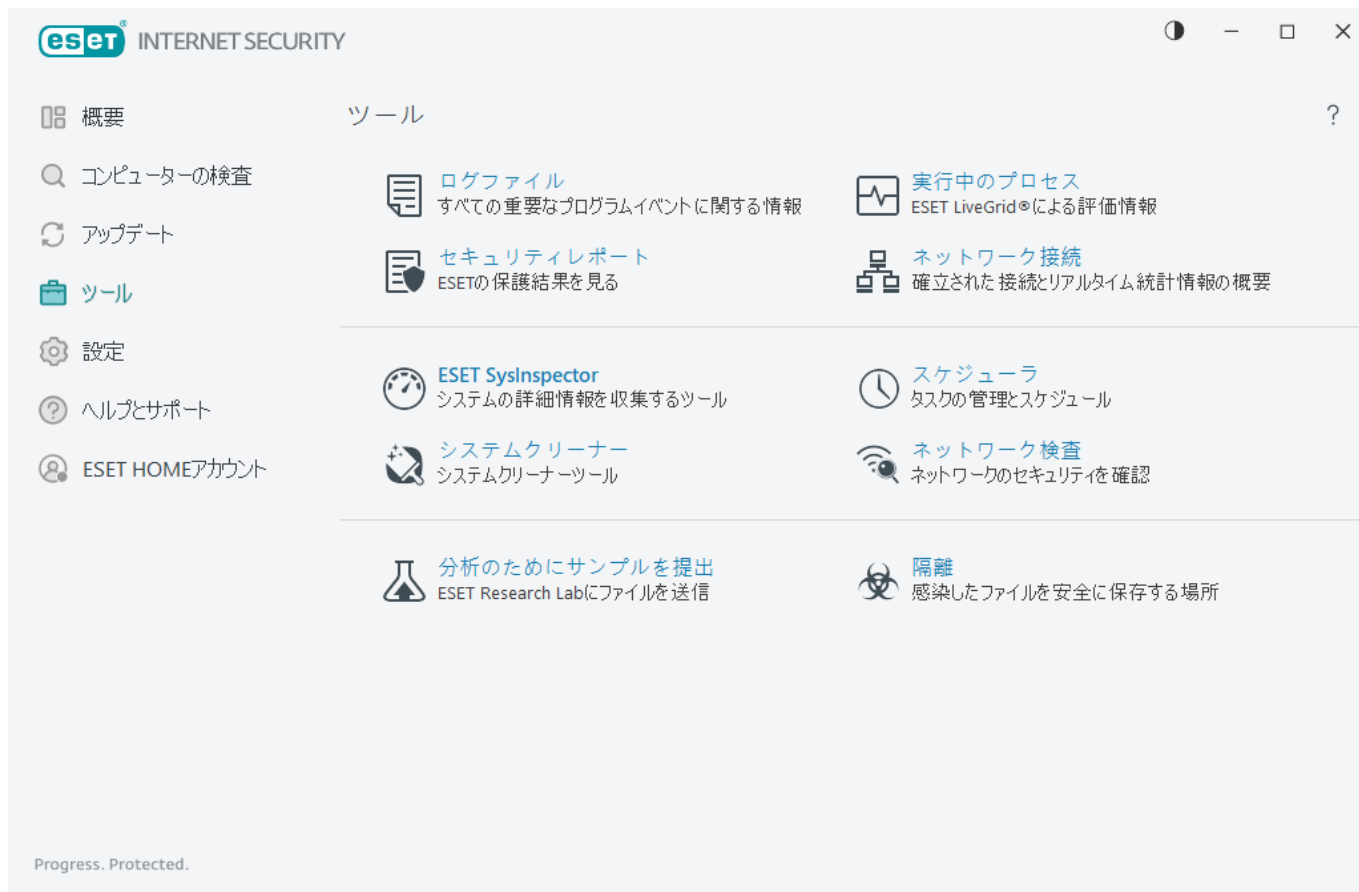 eset® INTERNET SECURITY
概要
コンピューターの検査
アップデート
ツール
設定
ヘルプとサポート
ESET HOMEアカウント
ツール
?
ログファイル
すべての重要なプログラムイベントに関する情報
実行中のプロセス
ESET LiveGrid®による評価情報
セキュリティレポート
ESETの保護結果を見る
ネットワーク接続
確立された接続とリアルタイム統計情報の概要
ESET SysInspector
システムの詳細情報を収集するツール
スケジューラ
タスクの管理とスケジュール
システムクリーナー
システムクリーナーツール
ネットワーク検査
ネットワークのセキュリティを確認
分析のためにサンプルを提出
ESET Research Labにファイルを送信
隔離
感染したファイルを安全に保存する場所
Progress. Protected.